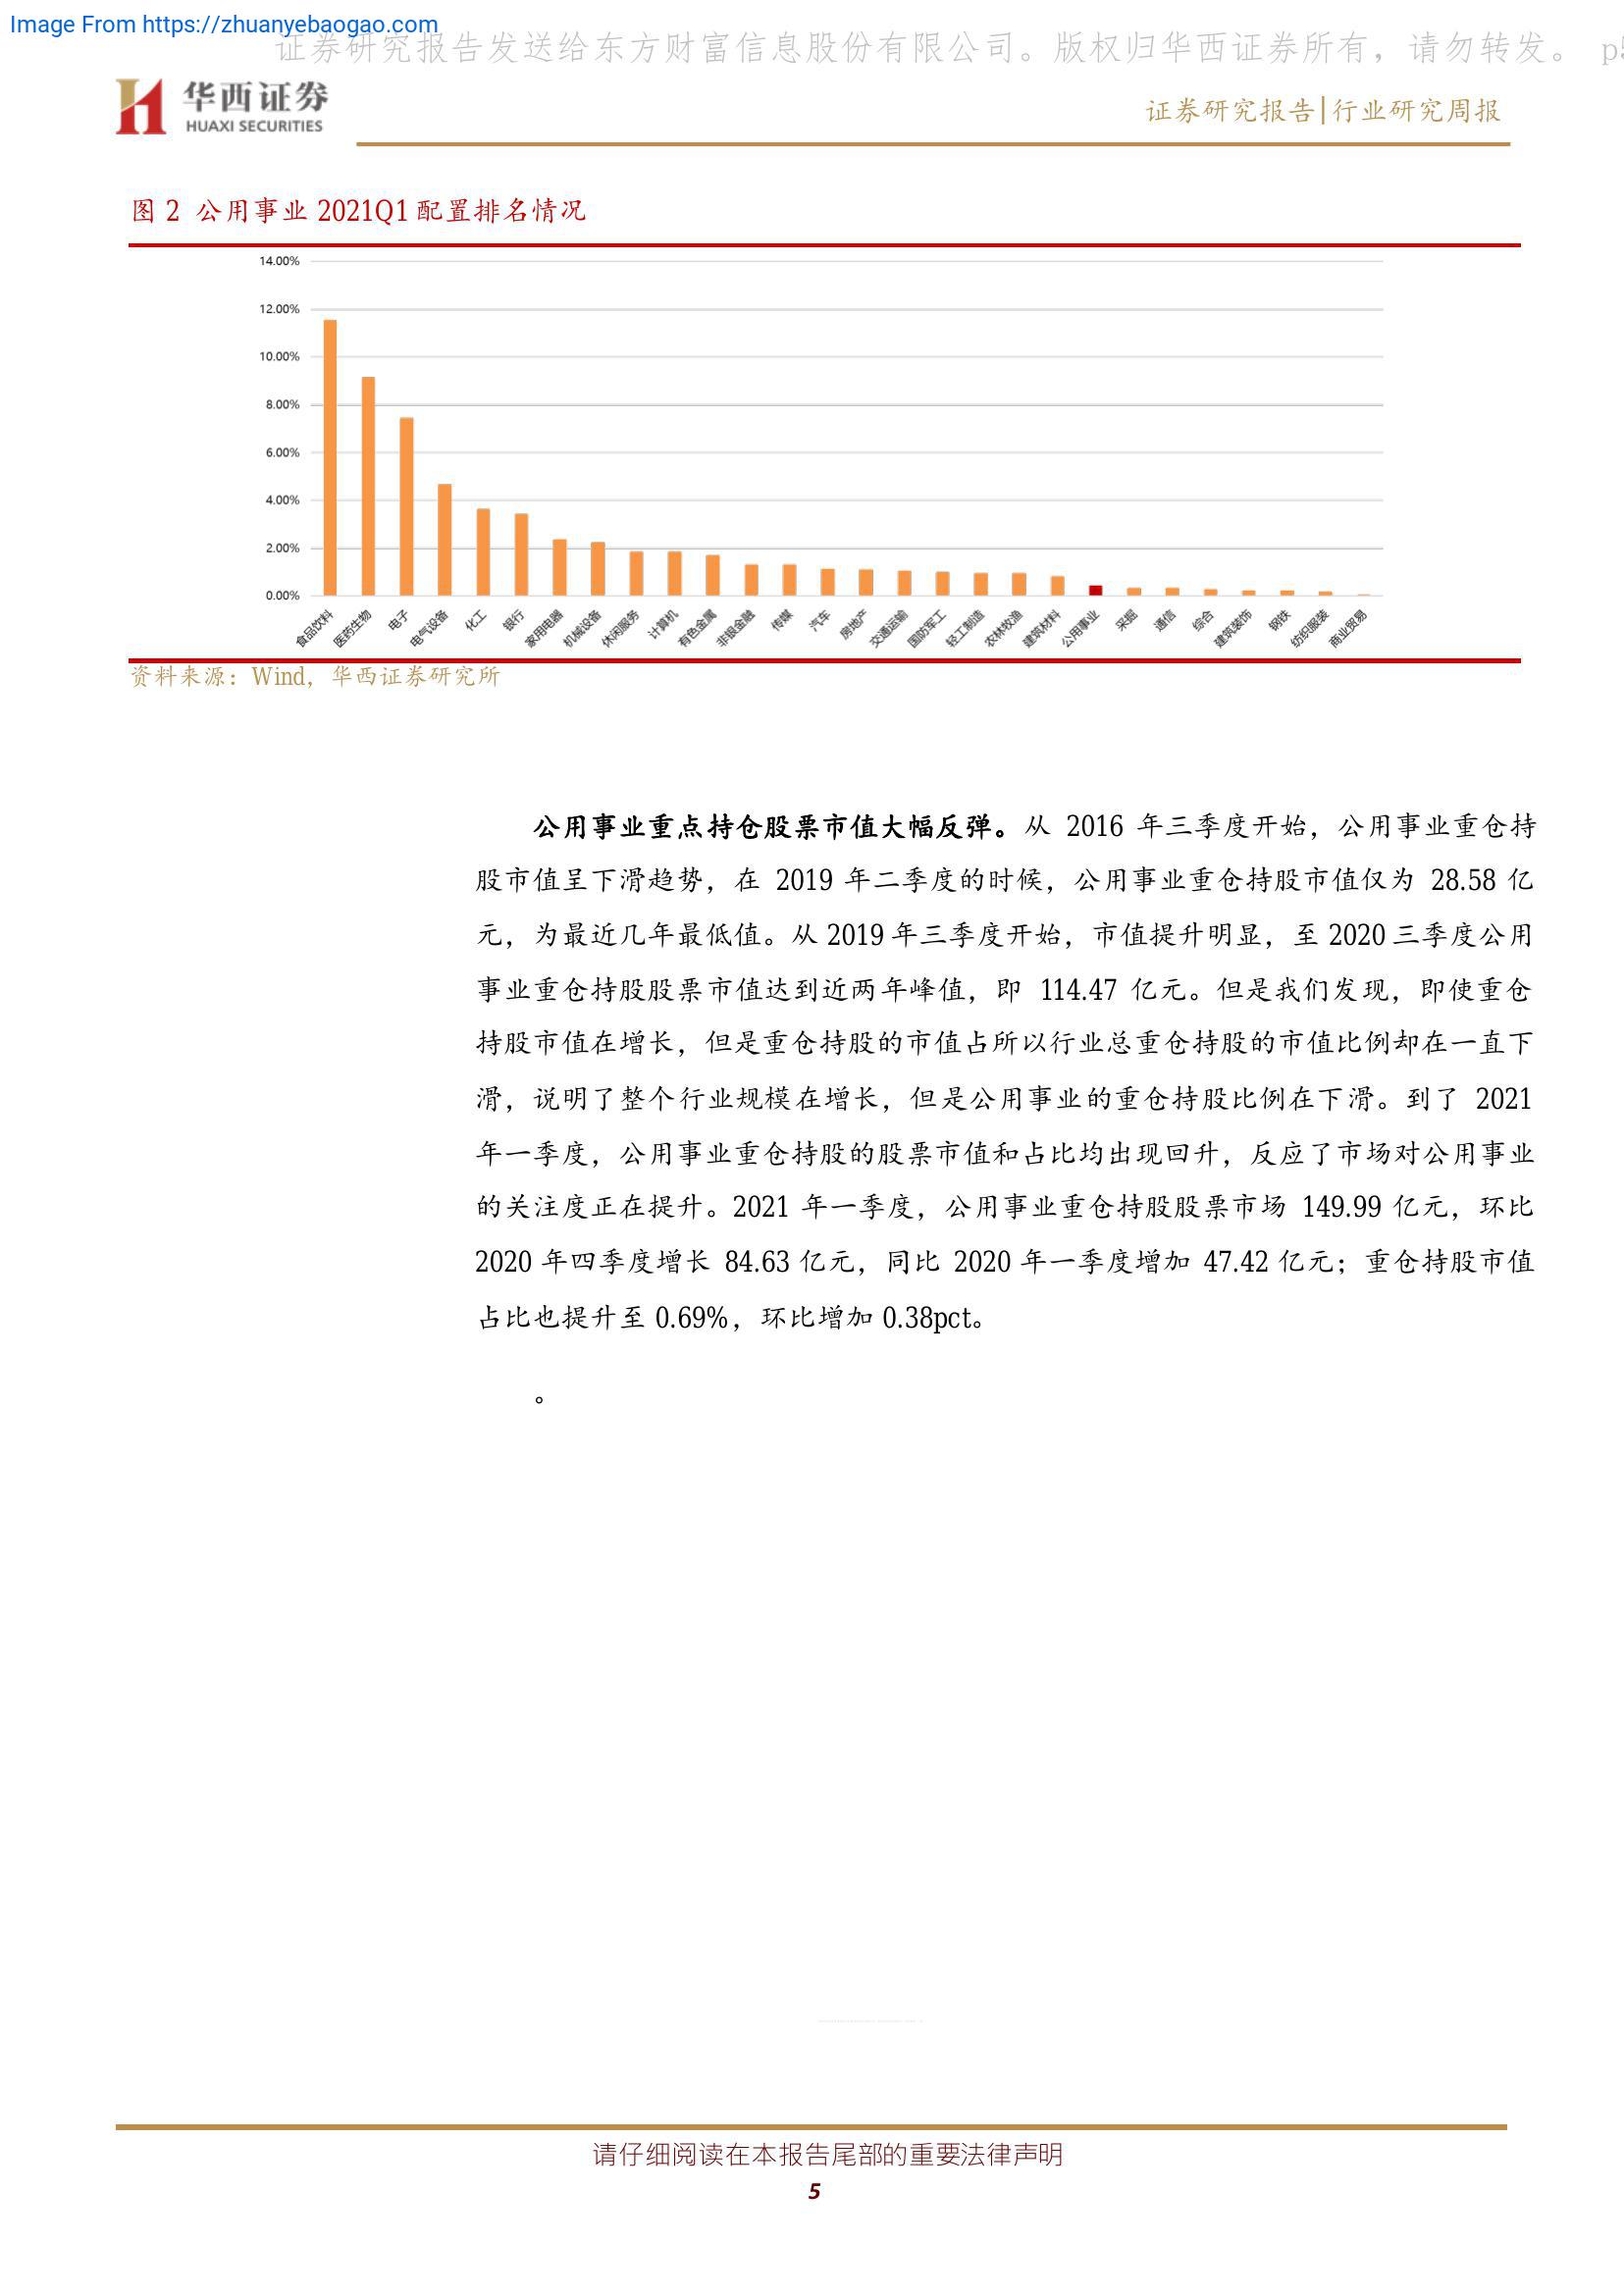 Image From https://zhuanyebaogao.com
证券研究报告发送给东方财富信息股份有限公司。版权归华西证券所有，请勿转发。 p5
华西证券
HUAXI SECURITIES
证券研究报告|行业研究周报
图 2 公用事业 2021Q1 配置排名情况
14.00%
12.00%
10.00%
8.00%
6.00%
4.00%
2.00%
0.00%
食品饮料
医药生物
电子
电气设备
化工
银行
家用电器
机械设备
休闲服务
计算机
有色金属
非银金融
传媒
汽车
房地产
交通运输
国防军工
轻工制造
农林牧渔
建筑材料
公用事业
采掘
通信
综合
建筑装饰
钢铁
纺织服装
商业贸易
资料来源：Wind，华西证券研究所
公用事业重点持仓股票市值大幅反弹。从 2016 年三季度开始，公用事业重仓持
股市值呈下滑趋势，在 2019 年二季度的时候，公用事业重仓持股市值仅为 28.58 亿
元，为最近几年最低值。从 2019 年三季度开始，市值提升明显，至 2020 三季度公用
事业重仓持股股票市值达到近两年峰值，即 114.47 亿元。但是我们发现，即使重仓
持股市值在增长，但是重仓持股的市值占所以行业总重仓持股的市值比例却在一直下
滑，说明了整个行业规模在增长，但是公用事业的重仓持股比例在下滑。到了 2021
年一季度，公用事业重仓持股的股票市值和占比均出现回升，反应了市场对公用事业
的关注度正在提升。2021 年一季度，公用事业重仓持股股票市场 149.99 亿元，环比
2020 年四季度增长 84.63 亿元，同比 2020 年一季度增加 47.42 亿元；重仓持股市值
占比也提升至 0.69%，环比增加 0.38pct。
。
请仔细阅读在本报告尾部的重要法律声明
5